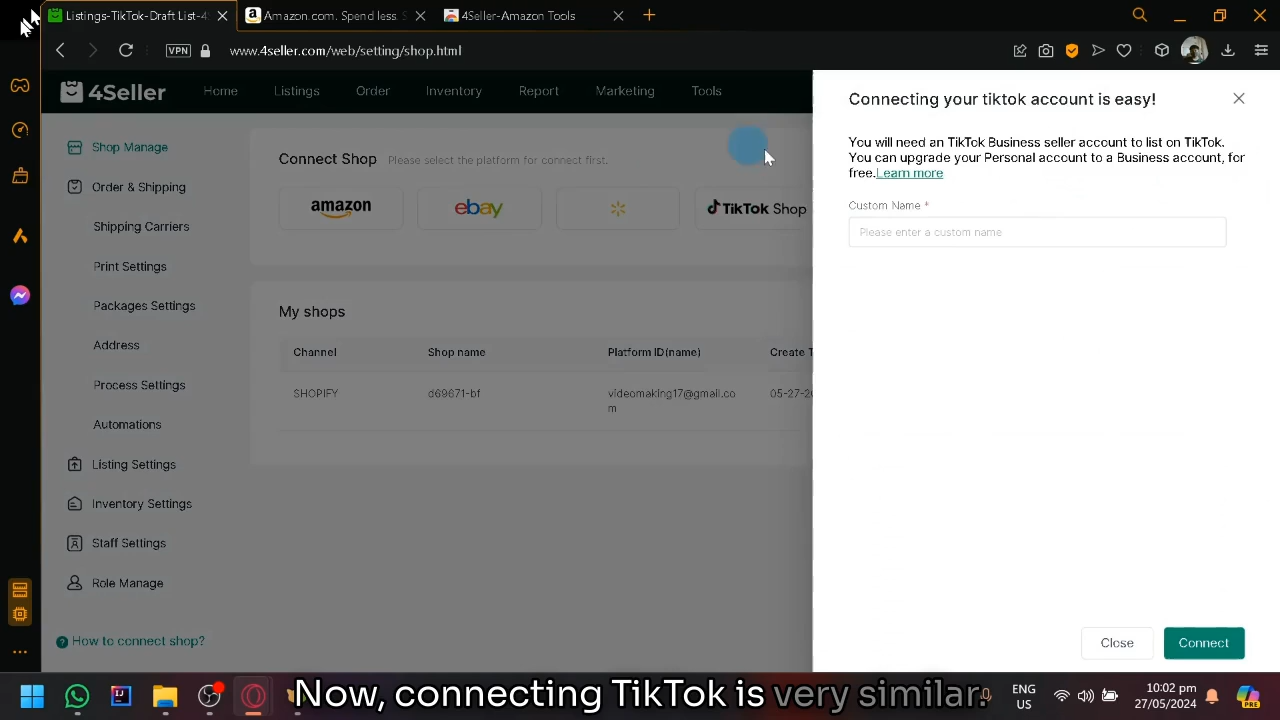 Listings-TikTok-Draft List-4
Amazon.com. Spend less
4Seller-Amazon Tools
VPN
www.4seller.com/web/setting/shop.html
4Seller
Home
Listings
Order
Inventory
Report
Marketing
Tools
Shop Manage
Order & Shipping
Shipping Carriers
Print Settings
Packages Settings
Address
Process Settings
Automations
Listing Settings
Inventory Settings
Staff Settings
Role Manage
How to connect shop?
Connect Shop
Please select the platform for connect first.
amazon
ebay
TikTok Shop
My shops
Channel
Shop name
Platform ID(name)
Create T
SHOPIFY
d69671-bf
videomaking17@gmail.co
m
05-27-20
Connecting your tiktok account is easy!
You will need an TikTok Business seller account to list on TikTok.
You can upgrade your Personal account to a Business account, for
free.Learn more
Custom Name *
Please enter a custom name
Close
Connect
Now, connecting TikTok is very similar.
ENG
US
10:02 pm
27/05/2024
PRE